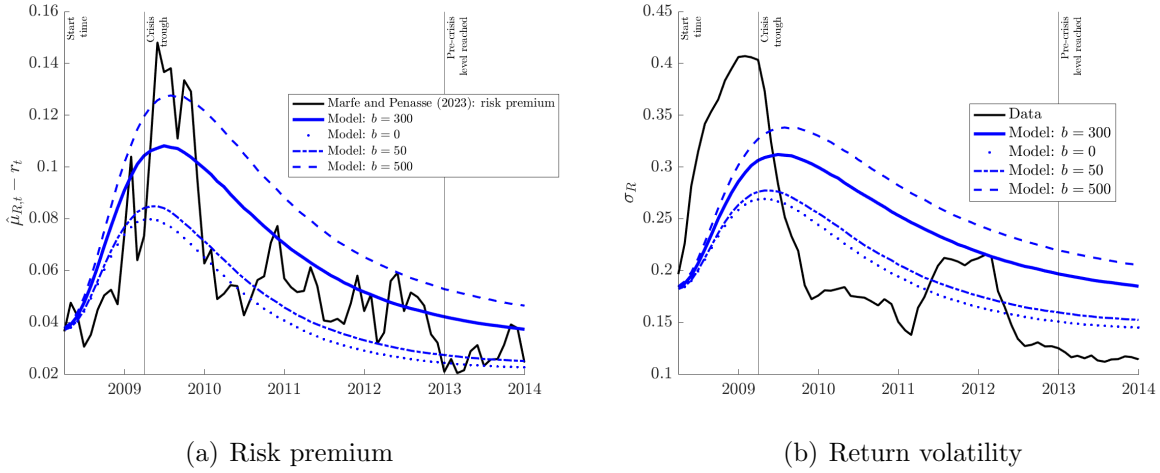 0.16
0.14
0.12
0.1
0.08
0.06
0.04
0.02
μ̂_{R,t} − r_t
Start
time
Crisis
trough
Pre-crisis
level reached
Marfe and Penasse (2023): risk premium
Model: b = 300
Model: b = 0
Model: b = 50
Model: b = 500
2009 2010 2011 2012 2013 2014
(a) Risk premium
0.45
0.4
0.35
0.3
0.25
0.2
0.15
0.1
σ_R
Start
time
Crisis
trough
Pre-crisis
level reached
Data
Model: b = 300
Model: b = 0
Model: b = 50
Model: b = 500
2009 2010 2011 2012 2013 2014
(b) Return volatility